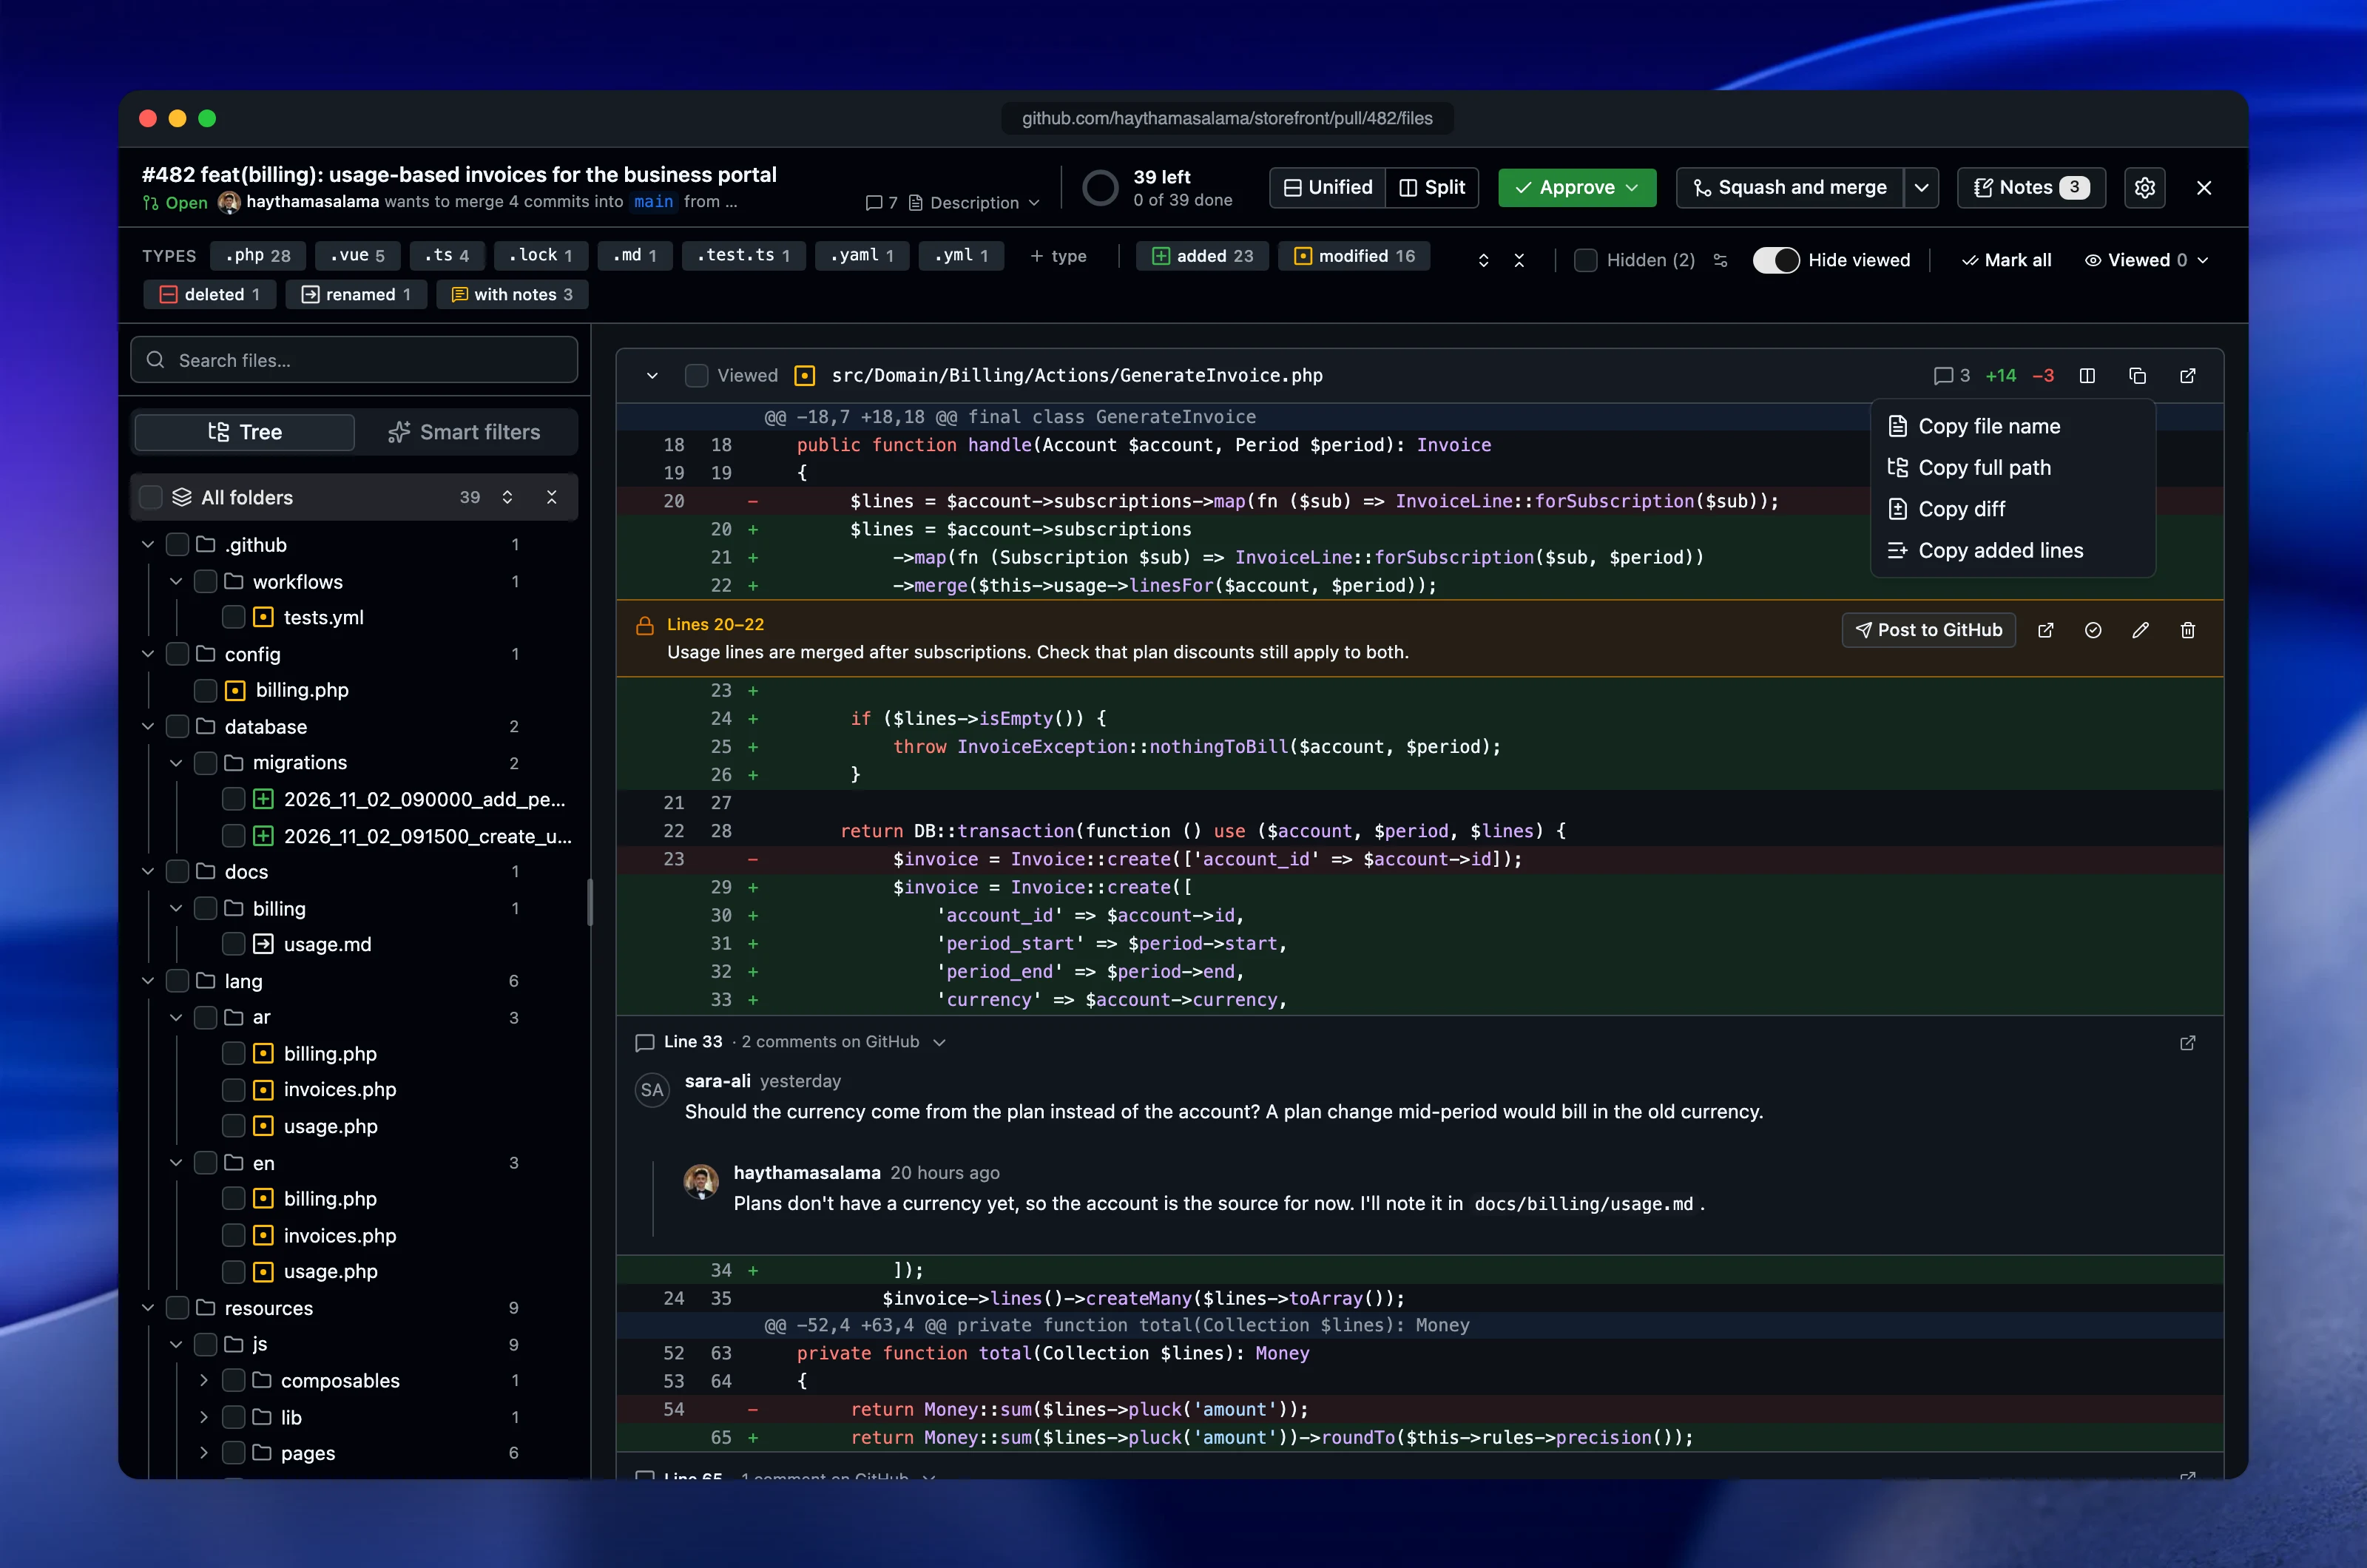 github.com/haythamasalama/storefront/pull/482/files
#482 feat(billing): usage-based invoices for the business portal
Open haythamasalama wants to merge 4 commits into main from ...
7 Description
39 left
0 of 39 done
Unified Split
Approve
Squash and merge
Notes 3
TYPES .php 28 .vue 5 .ts 4 .lock 1 .md 1 .test.ts 1 .yaml 1 .yml 1 + type
added 23 modified 16
Hidden (2) Hide viewed Mark all Viewed 0
deleted 1 renamed 1 with notes 3
Search files...
Tree Smart filters
All folders 39
.github 1
workflows 1
tests.yml
config 1
billing.php
database 2
migrations 2
2026_11_02_090000_add_pe...
2026_11_02_091500_create_u...
docs 1
billing 1
usage.md
lang 6
ar 3
billing.php
invoices.php
usage.php
en 3
billing.php
invoices.php
usage.php
resources 9
js 9
composables 1
lib 1
pages 6
Viewed src/Domain/Billing/Actions/GenerateInvoice.php 3 +14 −3
Copy file name
Copy full path
Copy diff
Copy added lines
@@ −18,7 +18,18 @@ final class GenerateInvoice
18 18 public function handle(Account $account, Period $period): Invoice
19 19 {
20 − $lines = $account->subscriptions->map(fn ($sub) => InvoiceLine::forSubscription($sub));
20 + $lines = $account->subscriptions
21 + ->map(fn (Subscription $sub) => InvoiceLine::forSubscription($sub, $period))
22 + ->merge($this->usage->linesFor($account, $period));
Lines 20–22
Usage lines are merged after subscriptions. Check that plan discounts still apply to both.
Post to GitHub
23 +
24 + if ($lines->isEmpty()) {
25 + throw InvoiceException::nothingToBill($account, $period);
26 + }
21 27
22 28 return DB::transaction(function () use ($account, $period, $lines) {
23 − $invoice = Invoice::create(['account_id' => $account->id]);
29 + $invoice = Invoice::create([
30 + 'account_id' => $account->id,
31 + 'period_start' => $period->start,
32 + 'period_end' => $period->end,
33 + 'currency' => $account->currency,
Line 33 · 2 comments on GitHub
SA sara-ali yesterday
Should the currency come from the plan instead of the account? A plan change mid-period would bill in the old currency.
haythamasalama 20 hours ago
Plans don't have a currency yet, so the account is the source for now. I'll note it in docs/billing/usage.md .
34 + ]);
24 35 $invoice->lines()->createMany($lines->toArray());
@@ −52,4 +63,4 @@ private function total(Collection $lines): Money
52 63 private function total(Collection $lines): Money
53 64 {
54 − return Money::sum($lines->pluck('amount'));
65 + return Money::sum($lines->pluck('amount'))->roundTo($this->rules->precision());
Line 65 · 1 comment on GitHub